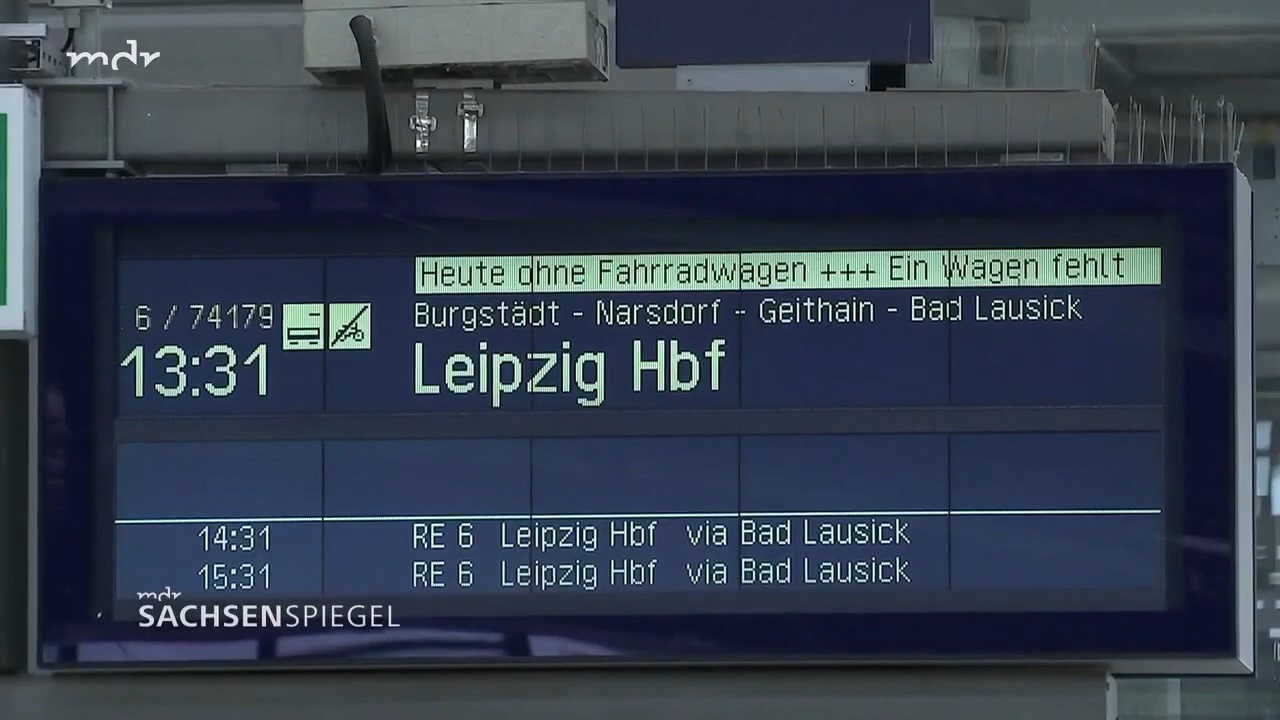 mdr
Heute ohne Fahrradwagen +++ Ein Wagen fehlt
6 / 74179
Burgstädt - Narsdorf - Geithain - Bad Lausick
13:31
Leipzig Hbf
14:31 RE 6 Leipzig Hbf via Bad Lausick
15:31 RE 6 Leipzig Hbf via Bad Lausick
mdr
SACHSENSPIEGEL